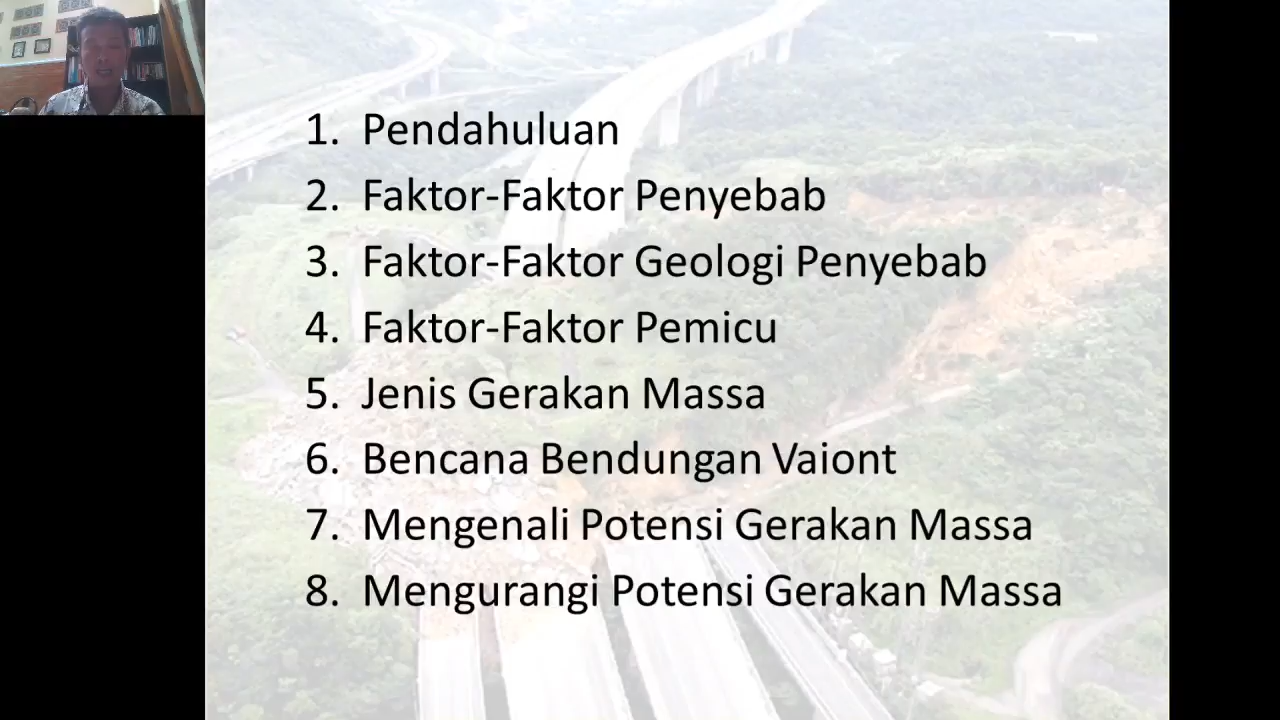 1. Pendahuluan
2. Faktor-Faktor Penyebab
3. Faktor-Faktor Geologi Penyebab
4. Faktor-Faktor Pemicu
5. Jenis Gerakan Massa
6. Bencana Bendungan Vaiont
7. Mengenali Potensi Gerakan Massa
8. Mengurangi Potensi Gerakan Massa